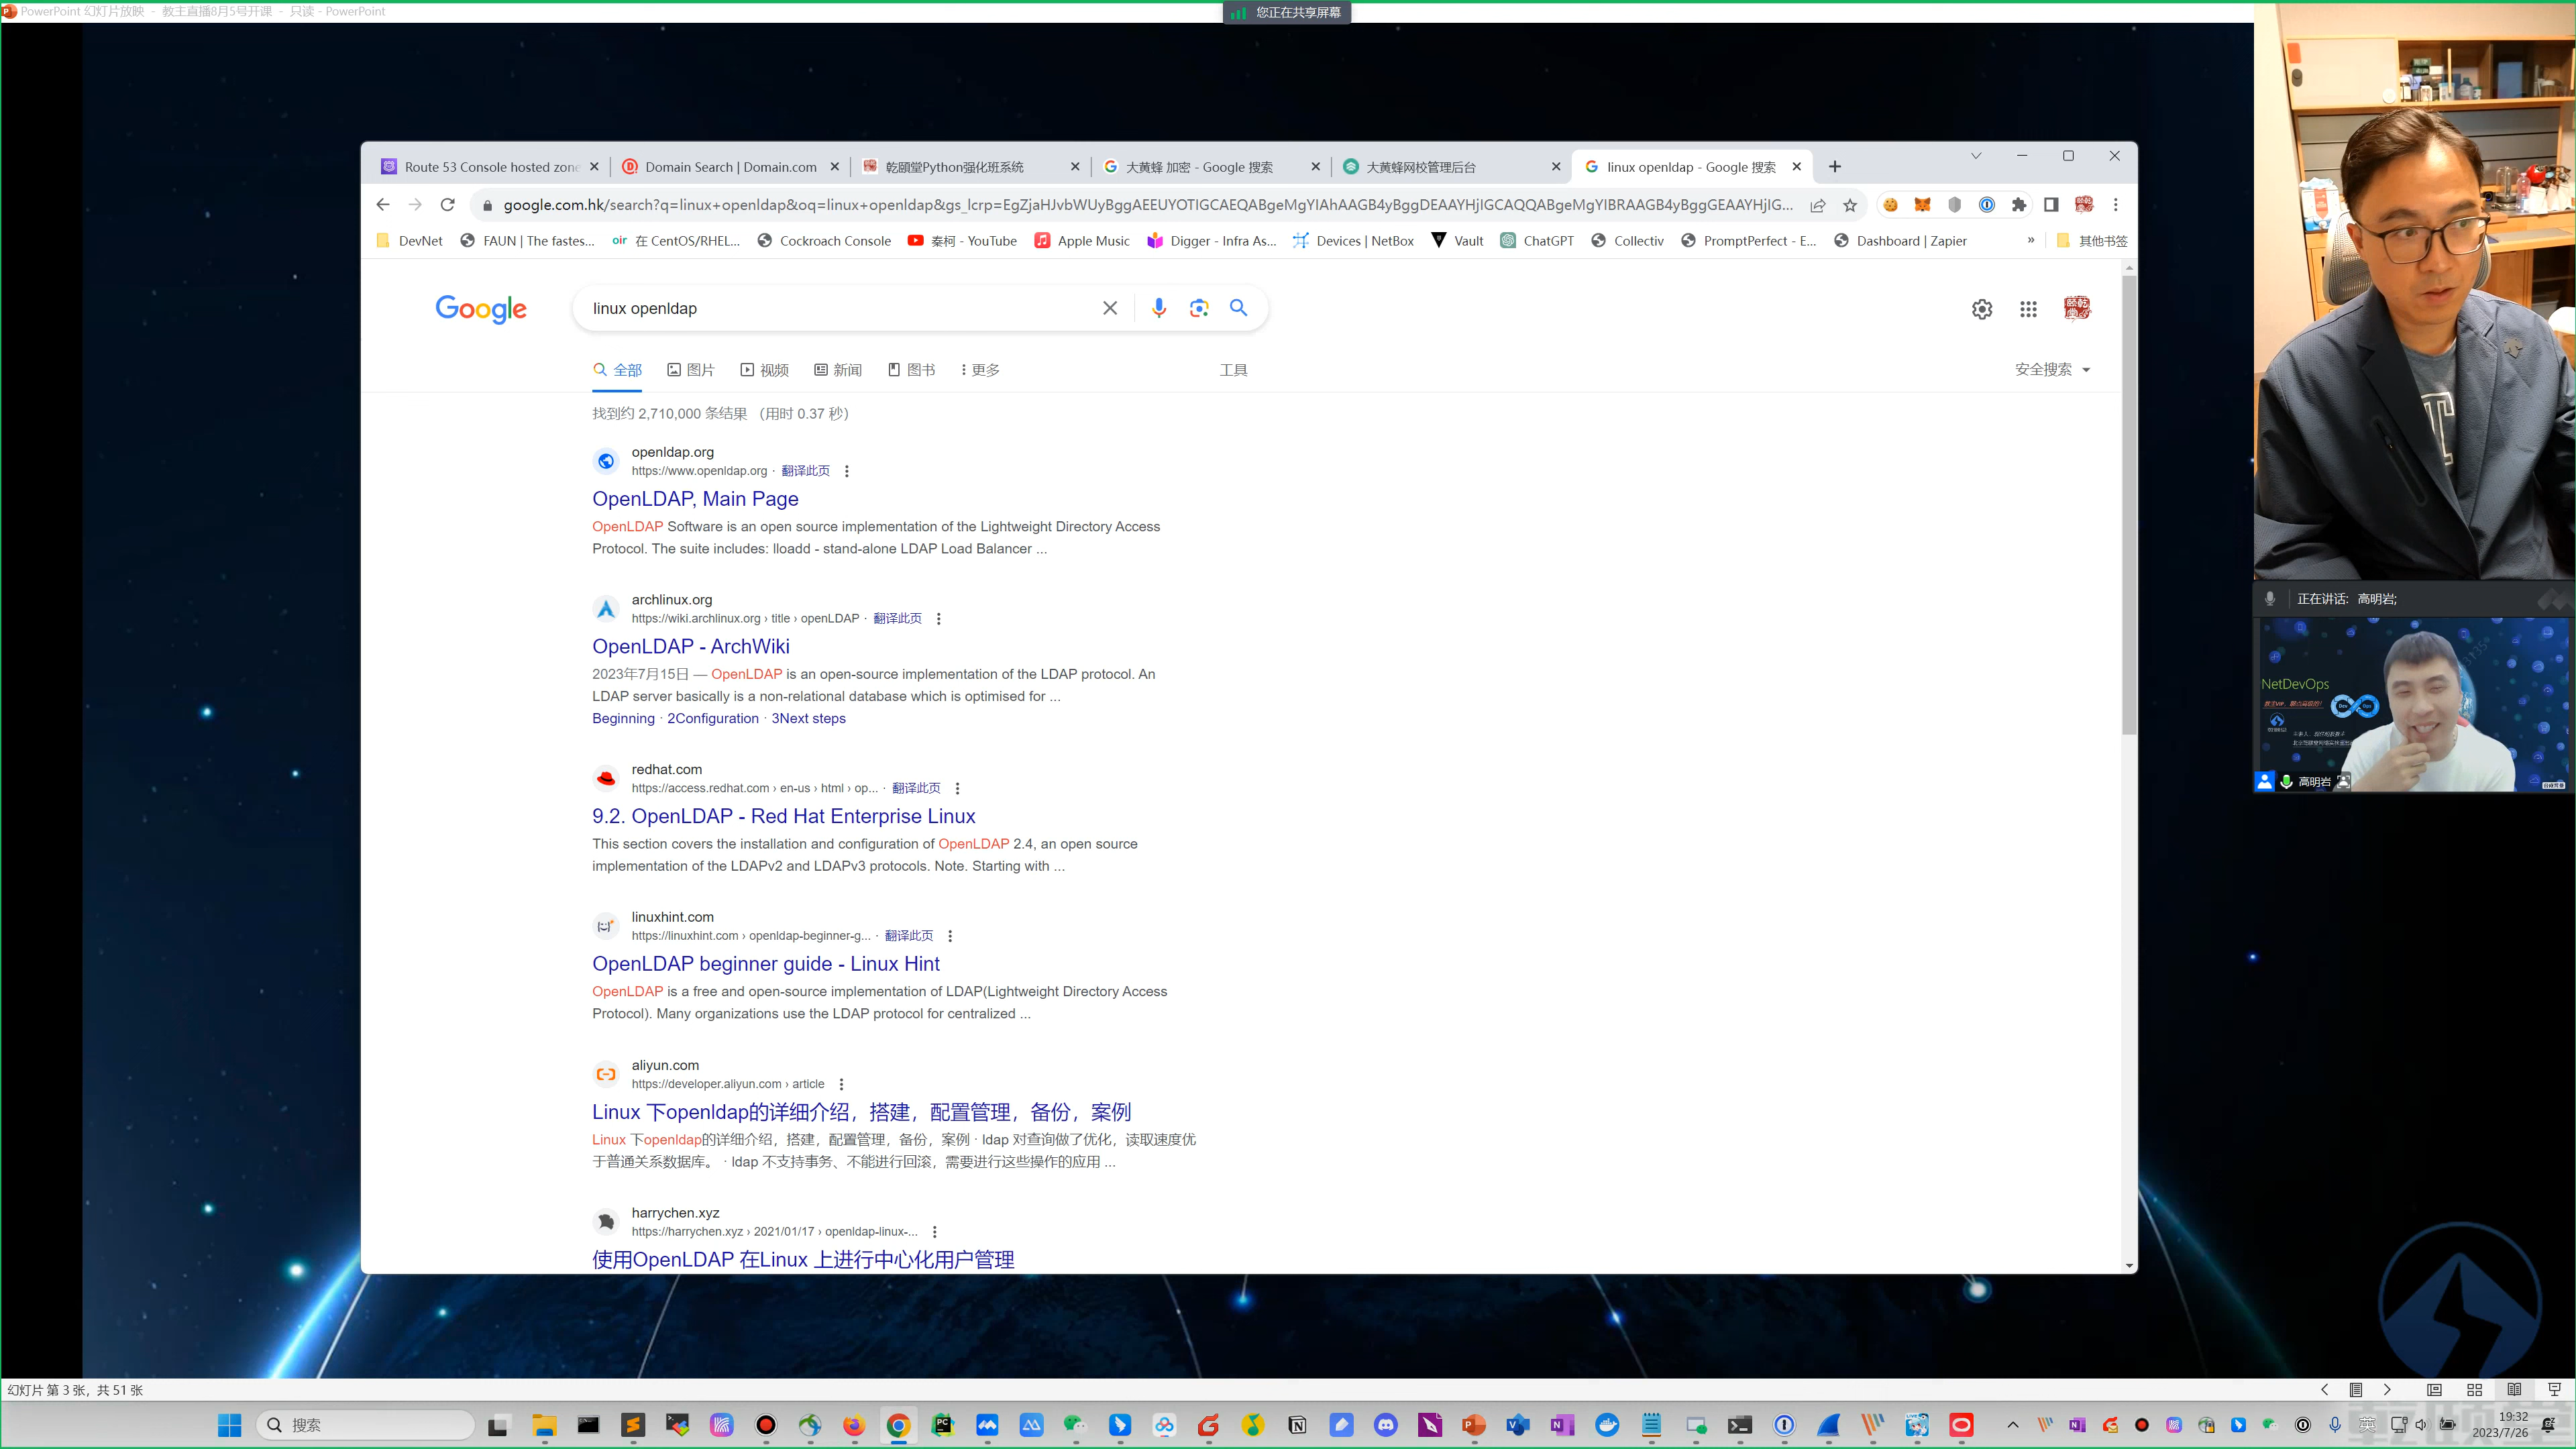 PowerPoint 幻灯片放映 - 教主直播8月5号开课 - 只读 - PowerPoint
您正在共享屏幕
Route 53 Console hosted zone
Domain Search | Domain.com
乾颐堂Python强化班系统
大黄蜂 加密 - Google 搜索
大黄蜂网校管理后台
linux openldap - Google 搜索
google.com.hk/search?q=linux+openldap&oq=linux+openldap&gs_lcrp=EgZjaHJvbWUyBggAEEUYOTIGCAEQABgeMgYIAhAAGB4yBggDEAAYHjIGCAQQABgeMgYIBRAAGB4yBggGEAAYHjIG...
DevNet
FAUN | The fastes...
oir 在 CentOS/RHEL...
Cockroach Console
秦柯 - YouTube
Apple Music
Digger - Infra As...
Devices | NetBox
Vault
ChatGPT
Collectiv
PromptPerfect - E...
Dashboard | Zapier
»
其他书签
Google
linux openldap
全部
图片
视频
新闻
图书
更多
工具
安全搜索
找到约 2,710,000 条结果 （用时 0.37 秒）
openldap.org
https://www.openldap.org · 翻译此页
OpenLDAP, Main Page
OpenLDAP Software is an open source implementation of the Lightweight Directory Access
Protocol. The suite includes: lloadd - stand-alone LDAP Load Balancer ...
archlinux.org
https://wiki.archlinux.org › title › openLDAP · 翻译此页
OpenLDAP - ArchWiki
2023年7月15日 — OpenLDAP is an open-source implementation of the LDAP protocol. An
LDAP server basically is a non-relational database which is optimised for ...
Beginning · 2Configuration · 3Next steps
redhat.com
https://access.redhat.com › en-us › html › op... · 翻译此页
9.2. OpenLDAP - Red Hat Enterprise Linux
This section covers the installation and configuration of OpenLDAP 2.4, an open source
implementation of the LDAPv2 and LDAPv3 protocols. Note. Starting with ...
linuxhint.com
https://linuxhint.com › openldap-beginner-g... · 翻译此页
OpenLDAP beginner guide - Linux Hint
OpenLDAP is a free and open-source implementation of LDAP(Lightweight Directory Access
Protocol). Many organizations use the LDAP protocol for centralized ...
aliyun.com
https://developer.aliyun.com › article
Linux 下openldap的详细介绍，搭建，配置管理，备份，案例
Linux 下openldap的详细介绍，搭建，配置管理，备份，案例 · ldap 对查询做了优化，读取速度优
于普通关系数据库。 · ldap 不支持事务、不能进行回滚，需要进行这些操作的应用 ...
harrychen.xyz
https://harrychen.xyz › 2021/01/17 › openldap-linux-...
使用OpenLDAP 在Linux 上进行中心化用户管理
正在讲话: 高明岩;
NetDevOps
Dev
Ops
高明岩
幻灯片 第 3 张，共 51 张
搜索
英
19:32
2023/7/26